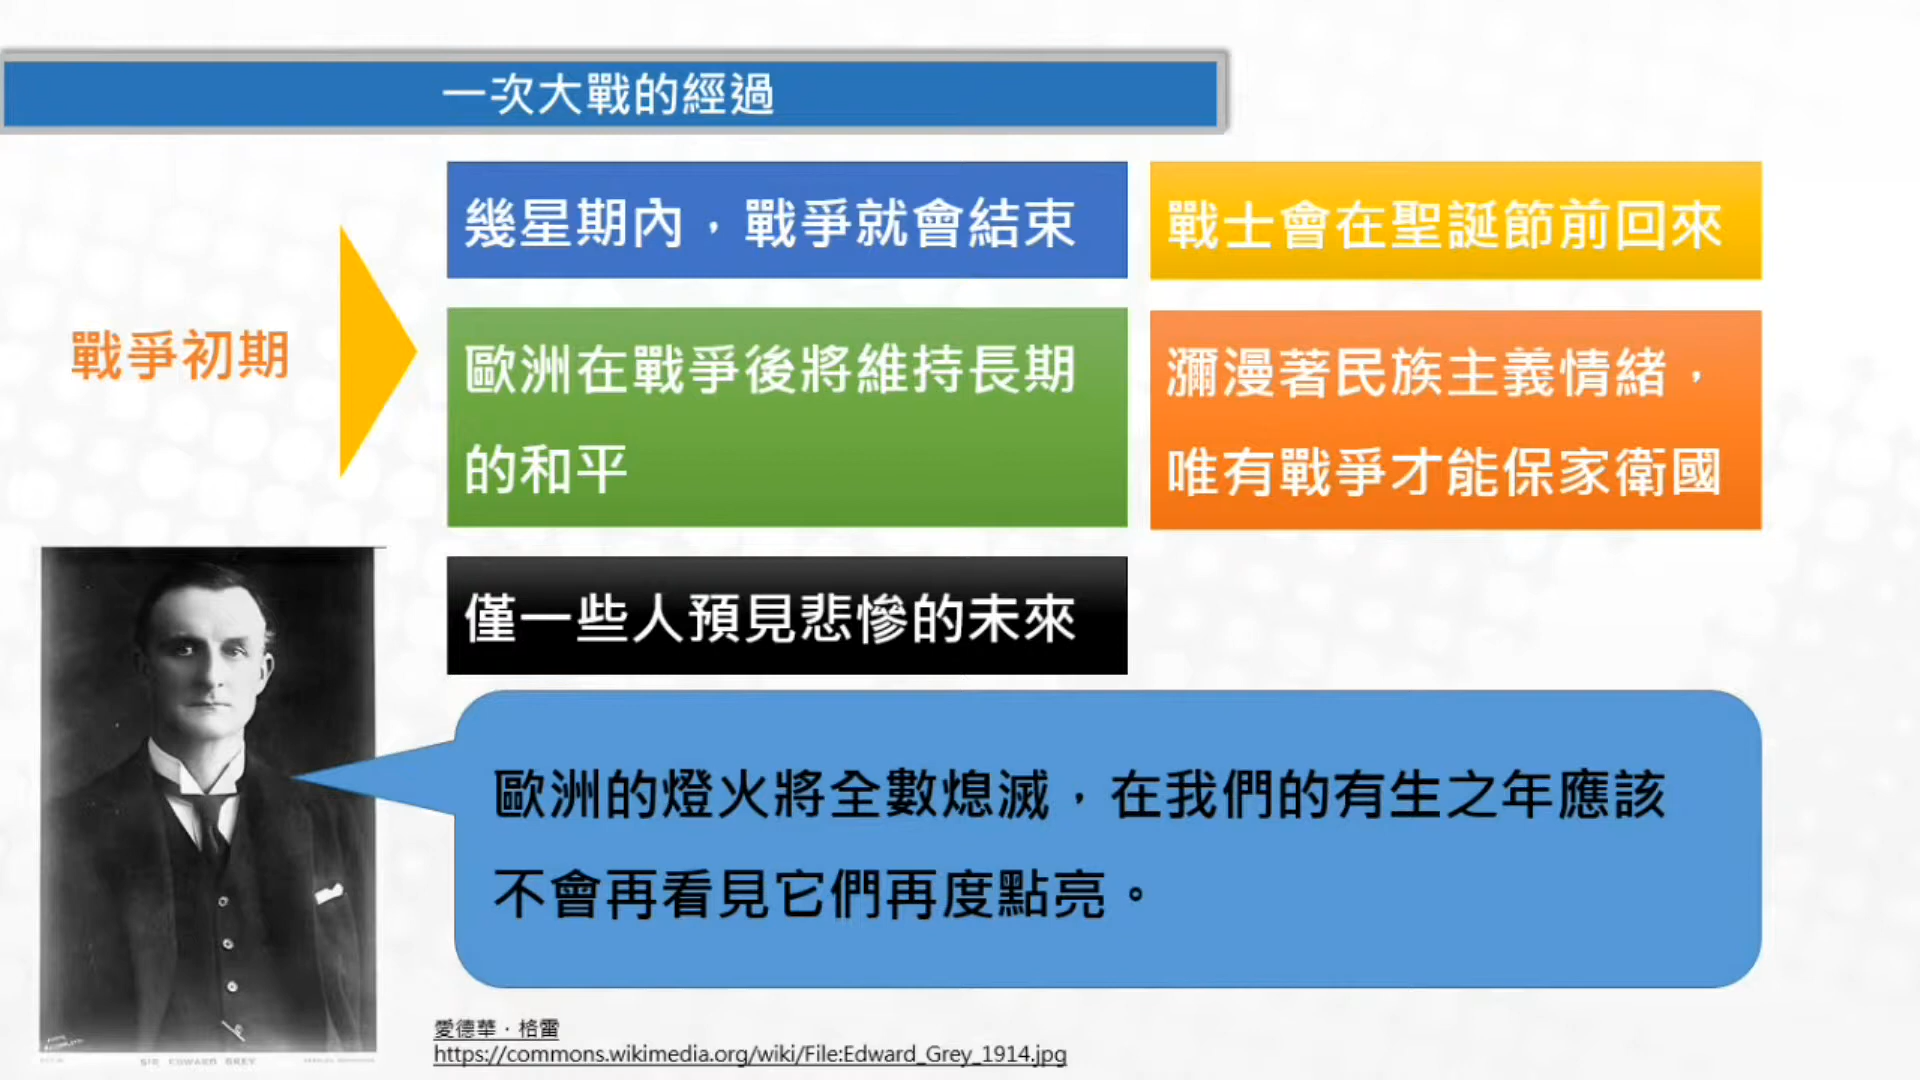 一次大戰的經過
戰爭初期
幾星期內，戰爭就會結束
戰士會在聖誕節前回來
歐洲在戰爭後將維持長期
的和平
瀰漫著民族主義情緒，
唯有戰爭才能保家衛國
僅一些人預見悲慘的未來
歐洲的燈火將全數熄滅，在我們的有生之年應該
不會再看見它們再度點亮。
SIR EDWARD GREY
愛德華．格雷
https://commons.wikimedia.org/wiki/File:Edward_Grey_1914.jpg